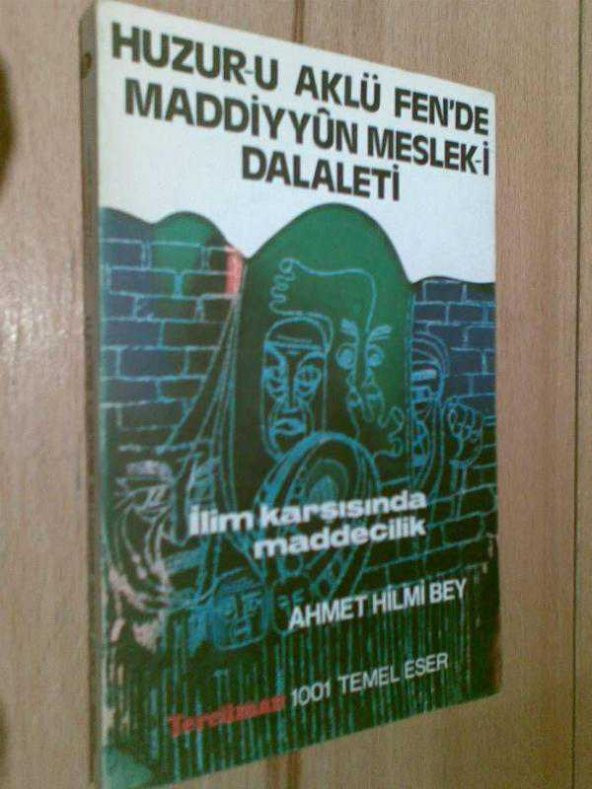 HUZUR-U AKLÜ FEN'DE
MADDİYYÛN MESLEK-İ
DALALETİ
İlim karşısında
maddecilik
AHMET HİLMİ BEY
Tercüman 1001 TEMEL ESER